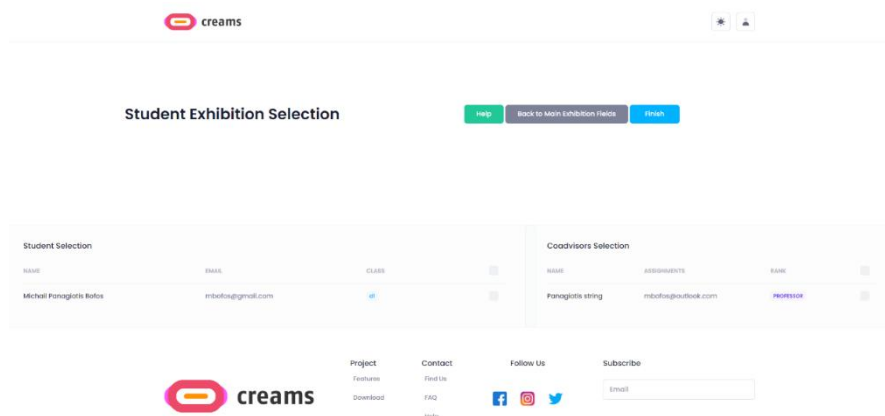 creams
Student Exhibition Selection
Help
Back to Main Exhibition Fields
Finish
Student Selection
NAME EMAIL CLASS
Michail Panagiotis Bofos mbofos@gmail.com
Coadvisors Selection
NAME ASSIGNMENTS RANK
Panagiotis string mbofos@outlook.com PROFESSOR
creams
Project
Features
Download
Contact
Find Us
FAQ
Follow Us
Subscribe
Email